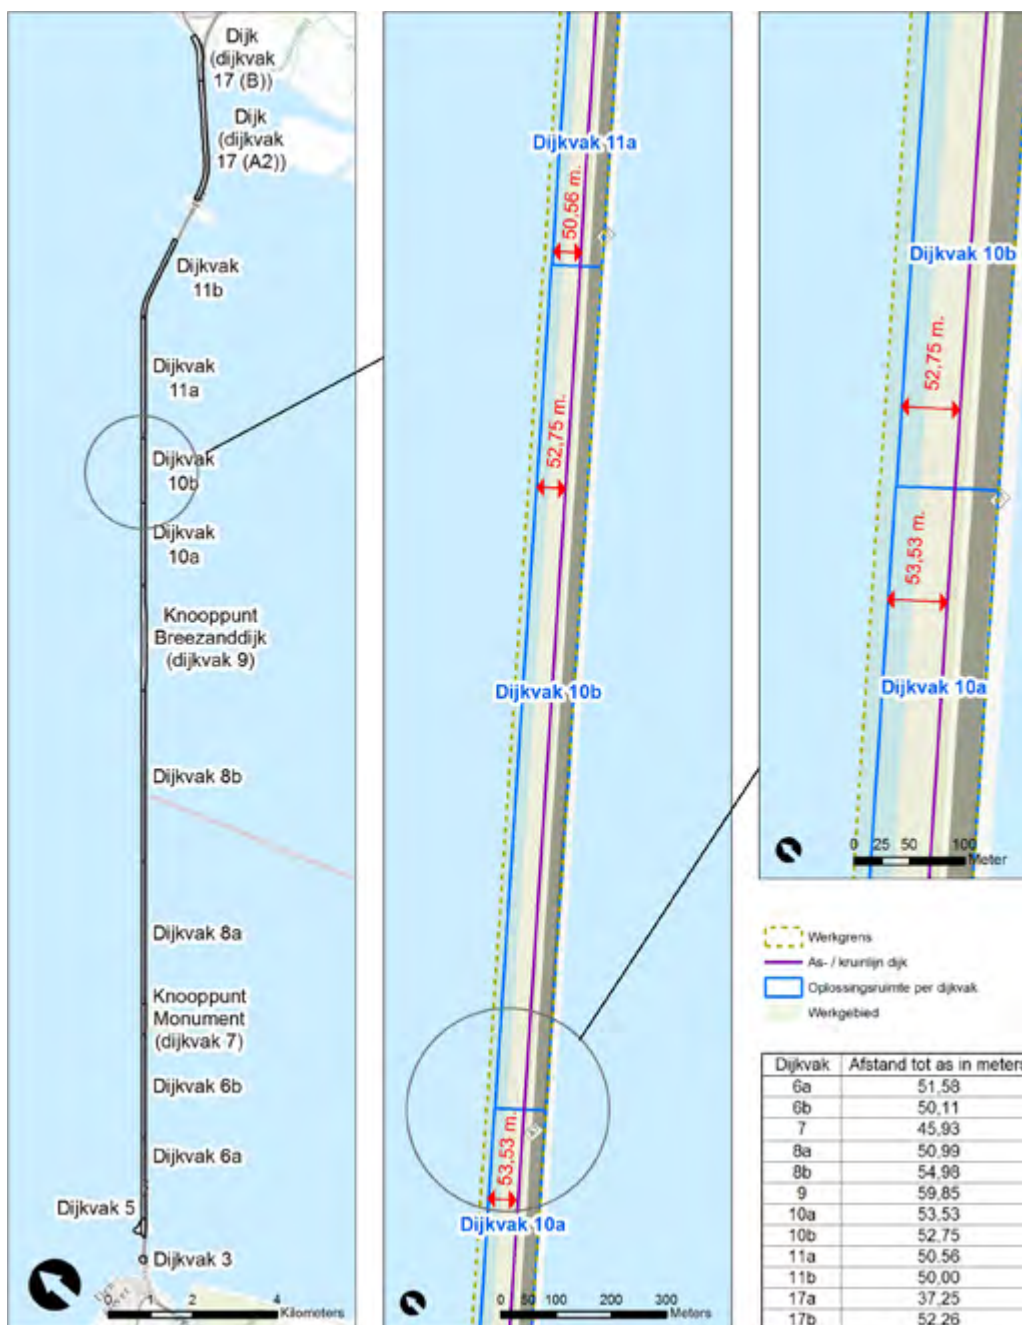 Dijk
(dijkvak
17 (B))
Dijk
(dijkvak
17 (A2))
Dijkvak
11b
Dijkvak
11a
Dijkvak
10b
Dijkvak
10a
Knooppunt
Breezanddijk
(dijkvak 9)
Dijkvak 8b
Dijkvak 8a
Knooppunt
Monument
(dijkvak 7)
Dijkvak 6b
Dijkvak 6a
Dijkvak 5
Dijkvak 3
0 1 2 4
Kilometers
Dijkvak 11a
50,56 m.
52,75 m.
Dijkvak 10b
53,53 m.
Dijkvak 10a
0 50 100 200 300
Meters
Dijkvak 10b
52,75 m.
53,53 m.
Dijkvak 10a
0 25 50 100
Meter
Werkgrens
As- / kruinlijn dijk
Oplossingsruimte per dijkvak
Werkgebied
Dijkvak Afstand tot as in meters
6a 51,58
6b 50,11
7 45,93
8a 50,99
8b 54,98
9 59,85
10a 53,53
10b 52,75
11a 50,56
11b 50,00
17a 37,25
17b 52,26